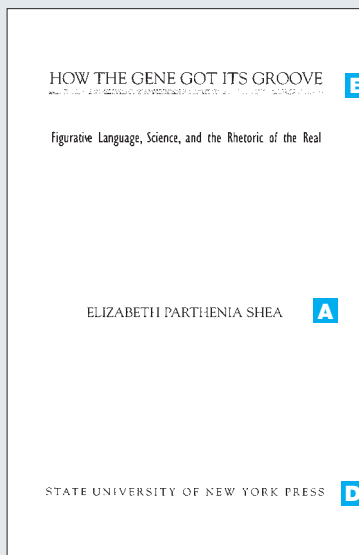 HOW THE GENE GOT ITS GROOVE
Figurative Language, Science, and the Rhetoric of the Real
ELIZABETH PARTHENIA SHEA
A
STATE UNIVERSITY OF NEW YORK PRESS
D